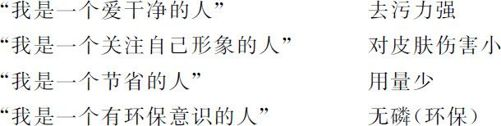 “我是一个爱干净的人” 去污力强
“我是一个关注自己形象的人” 对皮肤伤害小
“我是一个节省的人” 用量少
“我是一个有环保意识的人” 无磷(环保)